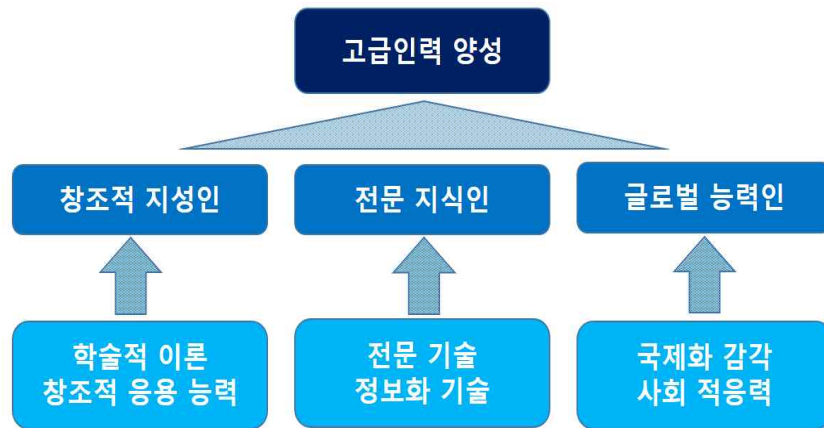 고급인력 양성
창조적 지성인
전문 지식인
글로벌 능력인
학술적 이론
창조적 응용 능력
전문 기술
정보화 기술
국제화 감각
사회 적응력